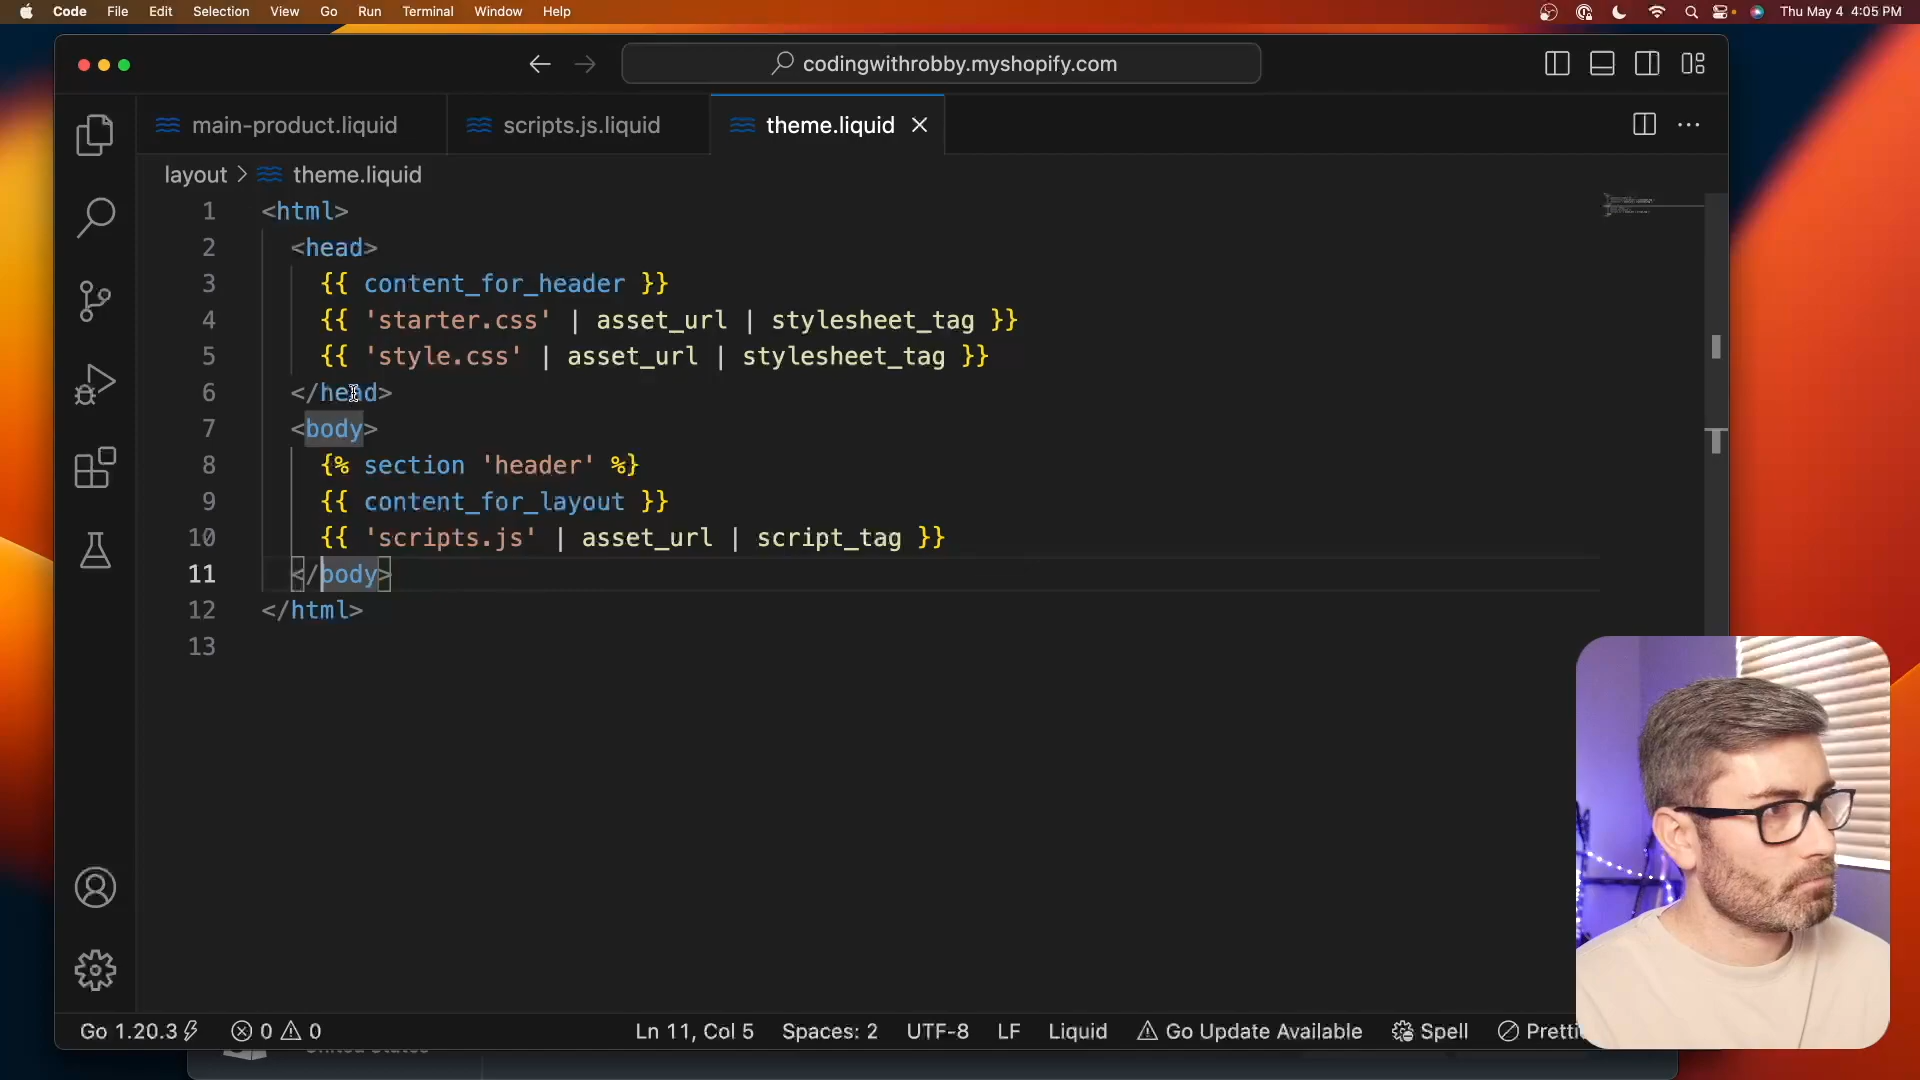 Code File Edit Selection View Go Run Terminal Window Help Thu May 4 4:05 PM
codingwithrobby.myshopify.com
main-product.liquid scripts.js.liquid theme.liquid
layout > theme.liquid
1 <html>
2 <head>
3 {{ content_for_header }}
4 {{ 'starter.css' | asset_url | stylesheet_tag }}
5 {{ 'style.css' | asset_url | stylesheet_tag }}
6 </head>
7 <body>
8 {% section 'header' %}
9 {{ content_for_layout }}
10 {{ 'scripts.js' | asset_url | script_tag }}
11 </body>
12 </html>
13
Go 1.20.3 0 0 Ln 11, Col 5 Spaces: 2 UTF-8 LF Liquid Go Update Available Spell Pretti
United States